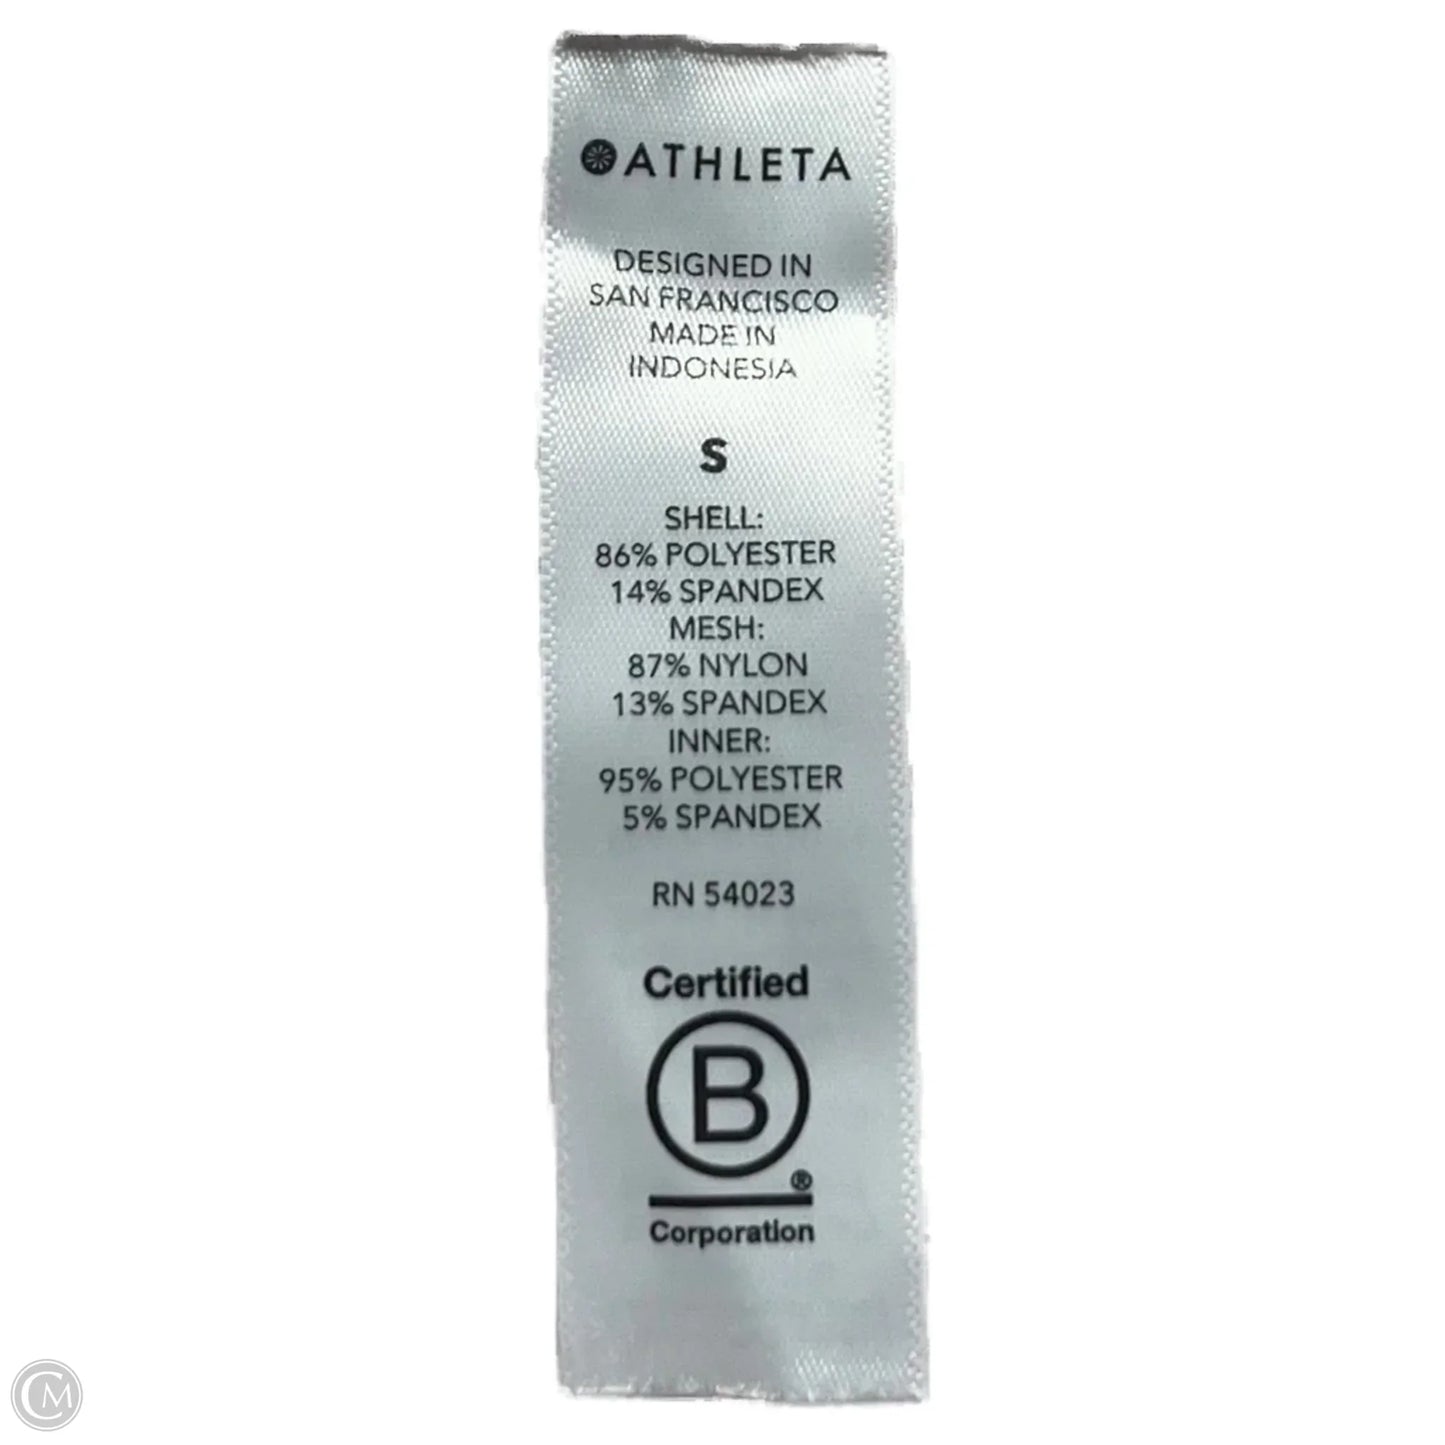 ATHLETA
DESIGNED IN
SAN FRANCISCO
MADE IN
INDONESIA
S
SHELL:
86% POLYESTER
14% SPANDEX
MESH:
87% NYLON
13% SPANDEX
INNER:
95% POLYESTER
5% SPANDEX
RN 54023
Certified
B
®
Corporation
CM